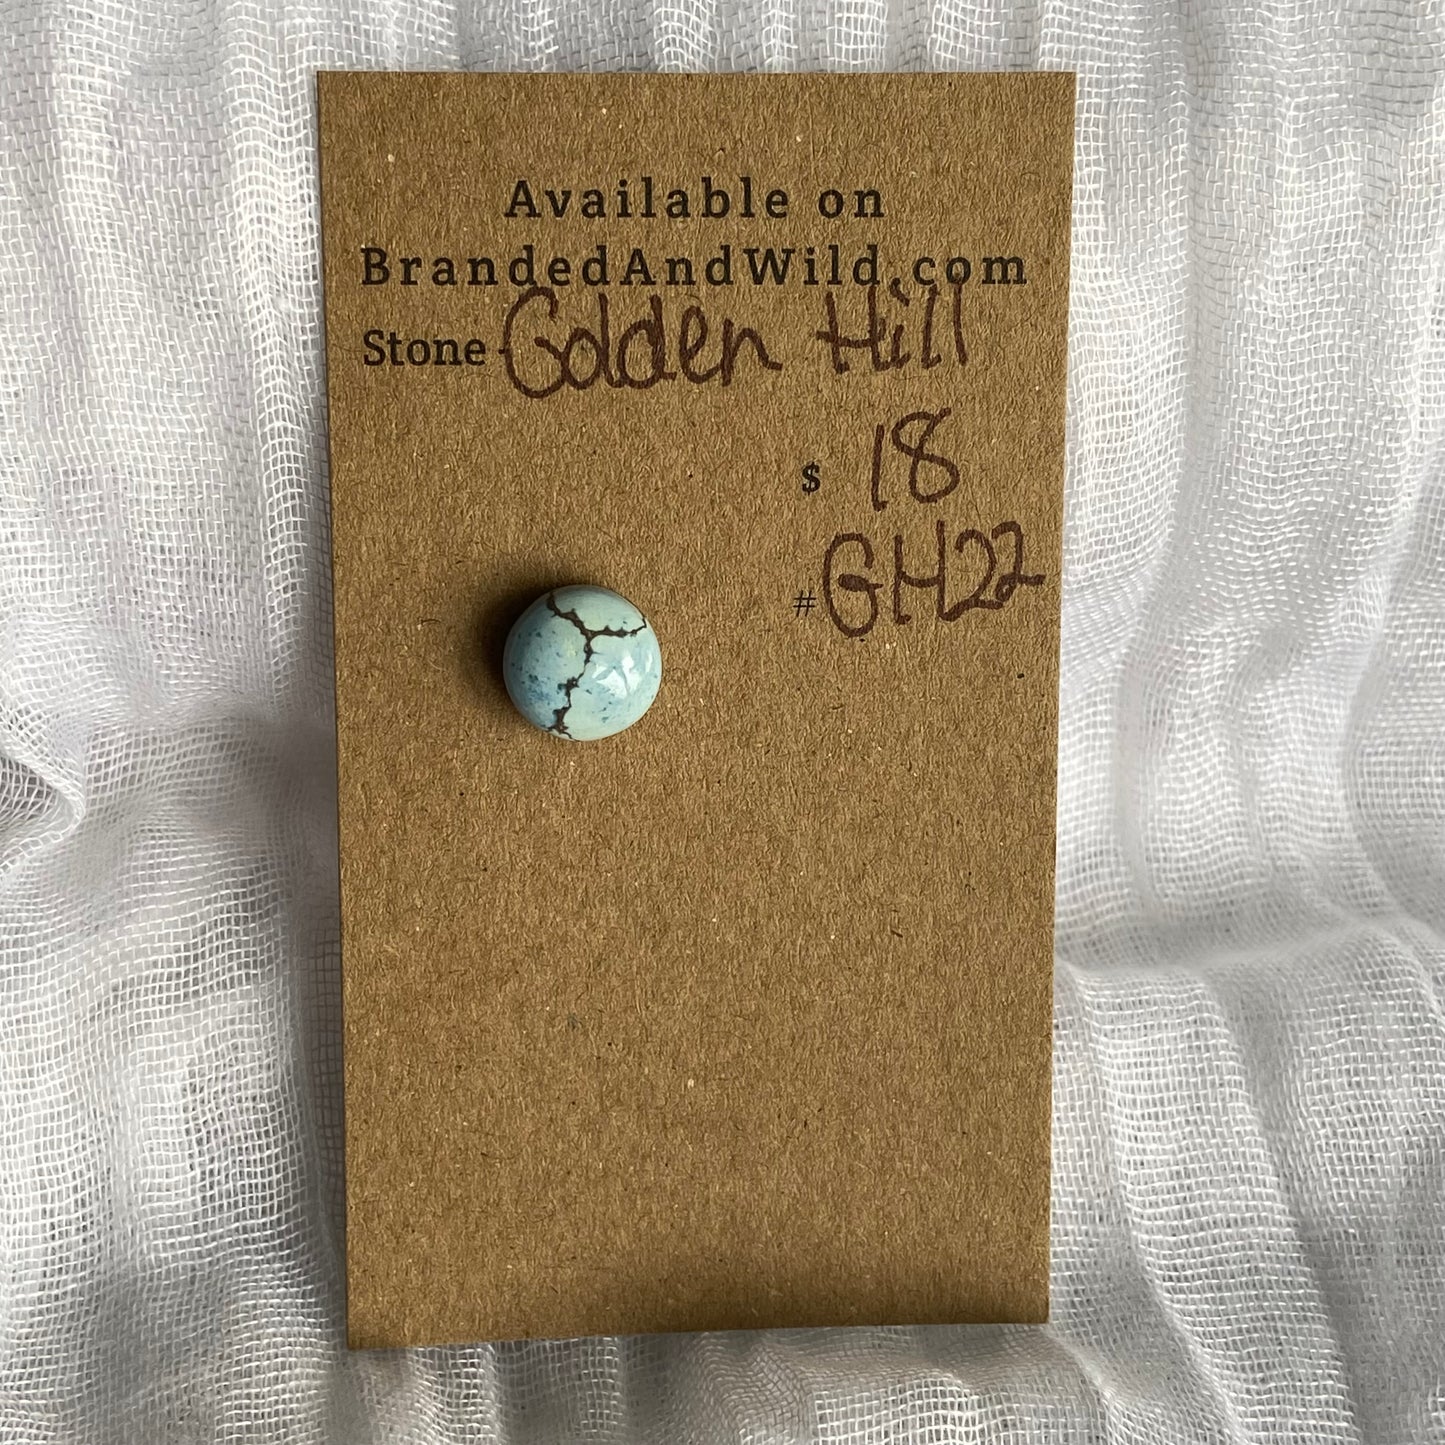 Available on
BrandedAndWild.com
Stone - Golden Hill
$ 18
# GH22